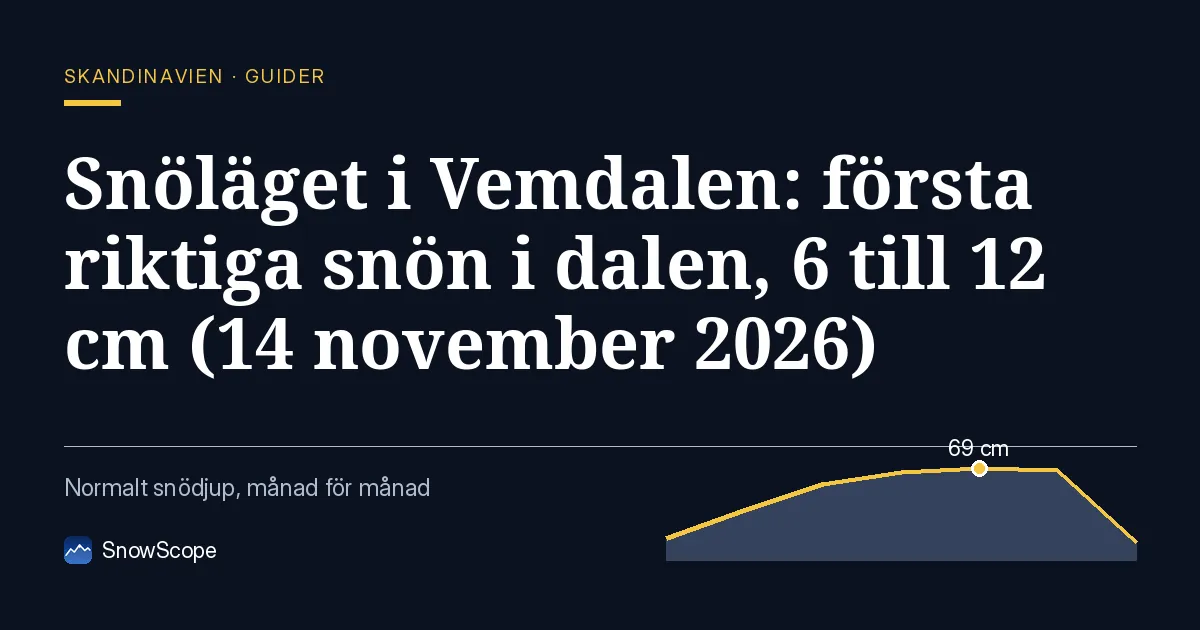 SKANDINAVIEN · GUIDER
Snöläget i Vemdalen: första
riktiga snön i dalen, 6 till 12
cm (14 november 2026)
69 cm
Normalt snödjup, månad för månad
SnowScope